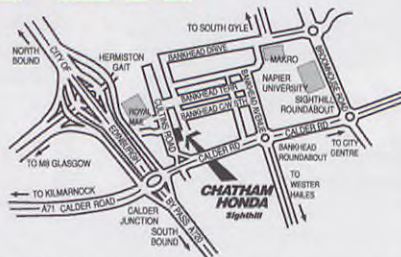 TO SOUTH GYLE
NORTH
BOUND
CITY OF
HERMISTON
GAIT
BANKHEAD DRIVE
MAKRO
NAPIER
UNIVERSITY
SIGHTHILL
ROUNDABOUT
BROOMHOUSE ROAD
BANKHEAD TERR
BANKHEAD AVENUE
ROYAL
MAIL
CULTINS ROAD
EDINBURGH
CALDER RD
CALDER RD
TO M8 GLASGOW
BANKHEAD
ROUNDABOUT
TO CITY
CENTRE
TO KILMARNOCK
A71 CALDER ROAD
CHATHAM
HONDA
Sighthill
TO
WESTER
HAILES
CALDER
JUNCTION
BY PASS A720
SOUTH
BOUND